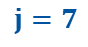 j = 7